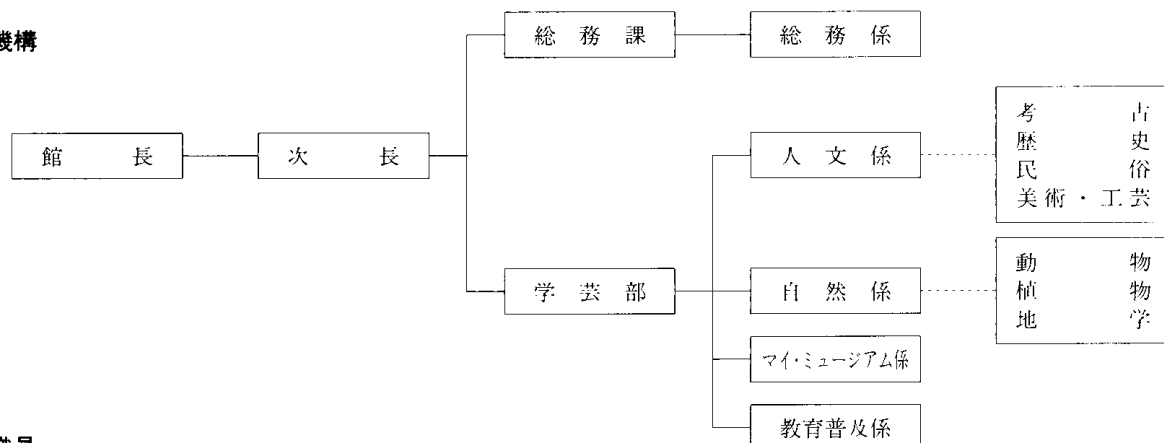 機構
総務課
総務係
館長
次長
人文係
考古
歴史
民俗
美術・工芸
学芸部
自然係
動物
植物
地学
マイ・ミュージアム係
教育普及係